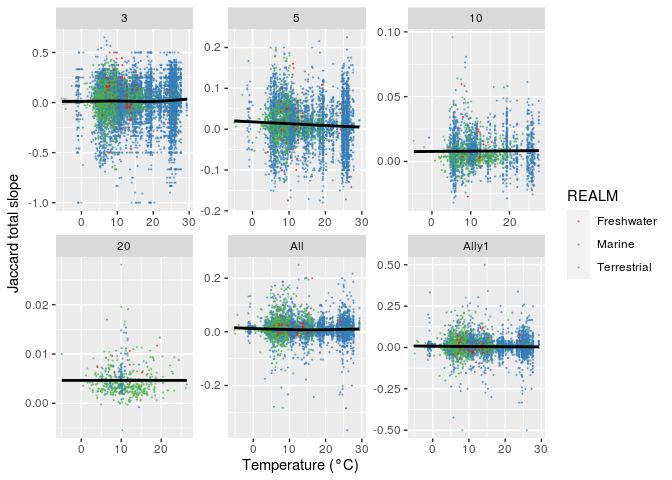 3
5
10
0.5
0.0
-0.5
-1.0
0 10 20 30
0.2
0.1
0.0
-0.1
-0.2
0 10 20 30
0.10
0.05
0.00
0 10 20
20
All
Ally1
0.02
0.01
0.00
0 10 20
0.2
0.0
-0.2
0 10 20 30
0.50
0.25
0.00
-0.25
-0.50
0 10 20 30
Jaccard total slope
Temperature (°C)
REALM
Freshwater
Marine
Terrestrial